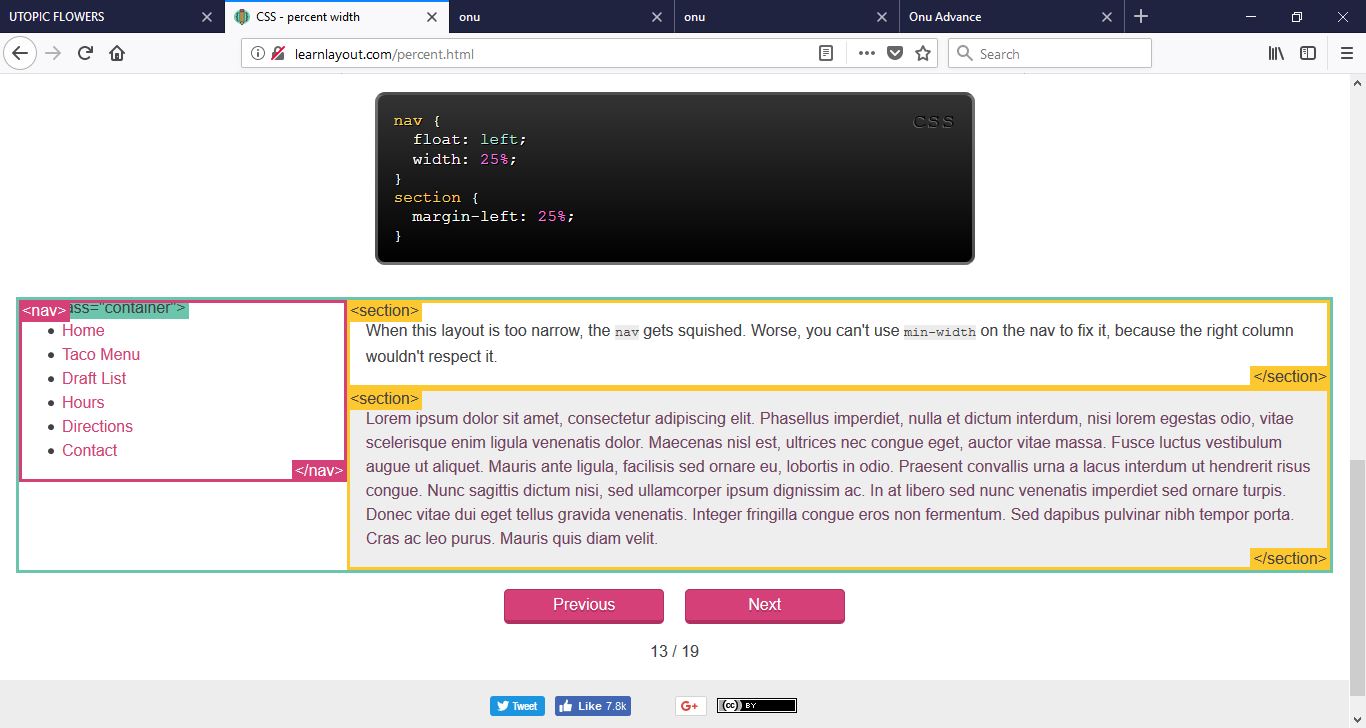 UTOPIC FLOWERS
CSS - percent width
onu
onu
Onu Advance
learnlayout.com/percent.html
Search
CSS
nav {
float: left;
width: 25%;
}
section {
margin-left: 25%;
}
<nav>
ass="container">
Home
Taco Menu
Draft List
Hours
Directions
Contact
</nav>
<section>
When this layout is too narrow, the nav gets squished. Worse, you can't use min-width on the nav to fix it, because the right column
wouldn't respect it.
</section>
<section>
Lorem ipsum dolor sit amet, consectetur adipiscing elit. Phasellus imperdiet, nulla et dictum interdum, nisi lorem egestas odio, vitae
scelerisque enim ligula venenatis dolor. Maecenas nisl est, ultrices nec congue eget, auctor vitae massa. Fusce luctus vestibulum
augue ut aliquet. Mauris ante ligula, facilisis sed ornare eu, lobortis in odio. Praesent convallis urna a lacus interdum ut hendrerit risus
congue. Nunc sagittis dictum nisi, sed ullamcorper ipsum dignissim ac. In at libero sed nunc venenatis imperdiet sed ornare turpis.
Donec vitae dui eget tellus gravida venenatis. Integer fringilla congue eros non fermentum. Sed dapibus pulvinar nibh tempor porta.
Cras ac leo purus. Mauris quis diam velit.
</section>
Previous
Next
13 / 19
Tweet
Like 7.8k
G+
cc BY